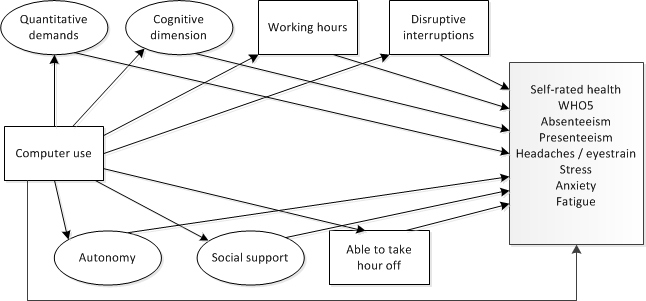 Quantitative
demands
Cognitive
dimension
Working hours
Disruptive
interruptions
Computer use
Self-rated health
WHO5
Absenteeism
Presenteeism
Headaches / eyestrain
Stress
Anxiety
Fatigue
Autonomy
Social support
Able to take
hour off